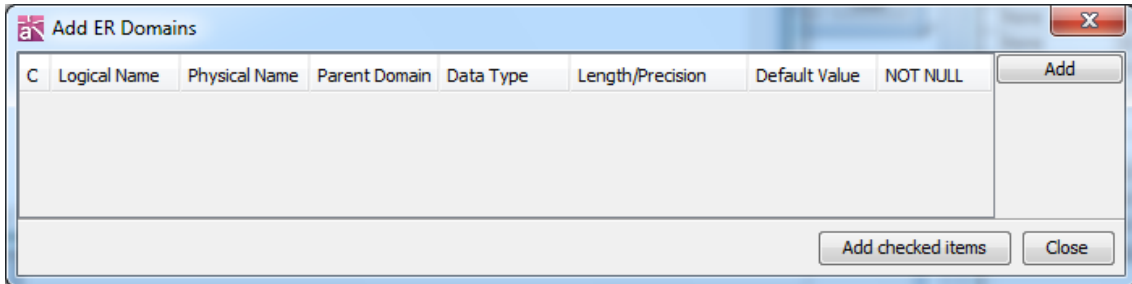 Add ER Domains
C Logical Name Physical Name Parent Domain Data Type Length/Precision Default Value NOT NULL Add
Add checked items Close